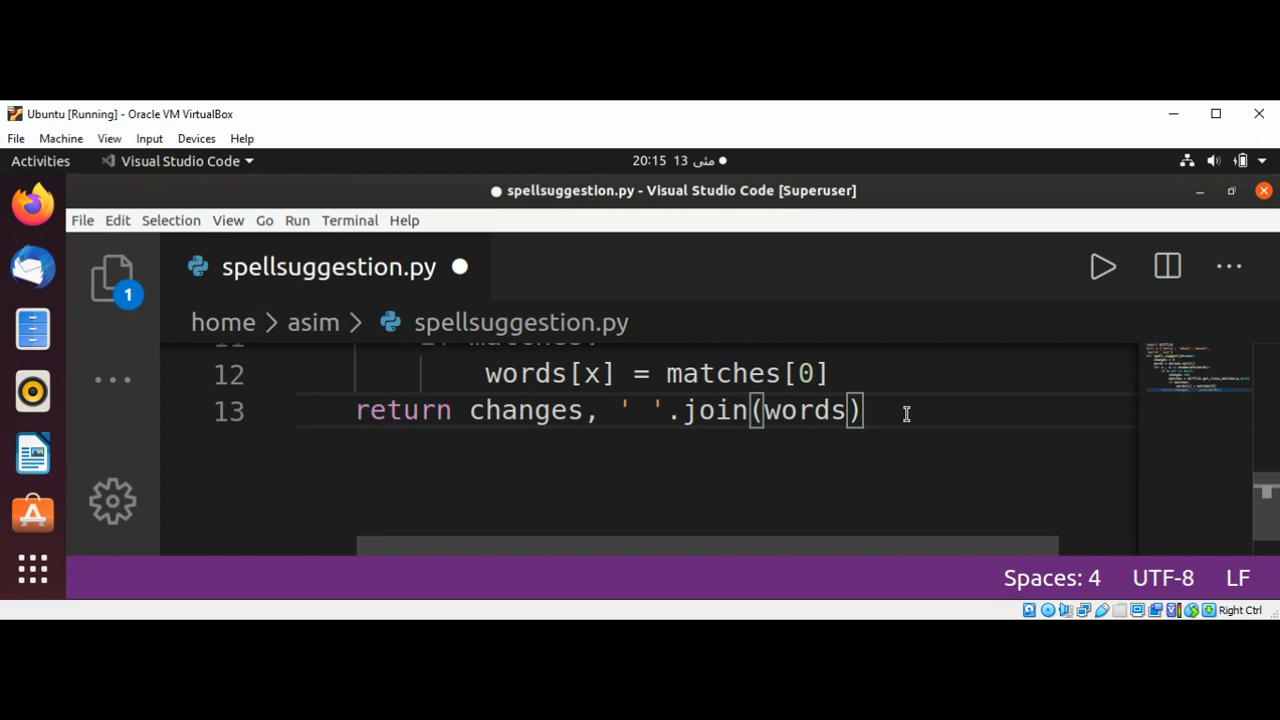 Ubuntu [Running] - Oracle VM VirtualBox
File Machine View Input Devices Help
Activities Visual Studio Code 20:15 13 مئی
spellsuggestion.py - Visual Studio Code [Superuser]
File Edit Selection View Go Run Terminal Help
spellsuggestion.py
home > asim > spellsuggestion.py
1
12 words[x] = matches[0]
13 return changes, ' '.join(words)
Spaces: 4 UTF-8 LF
Right Ctrl